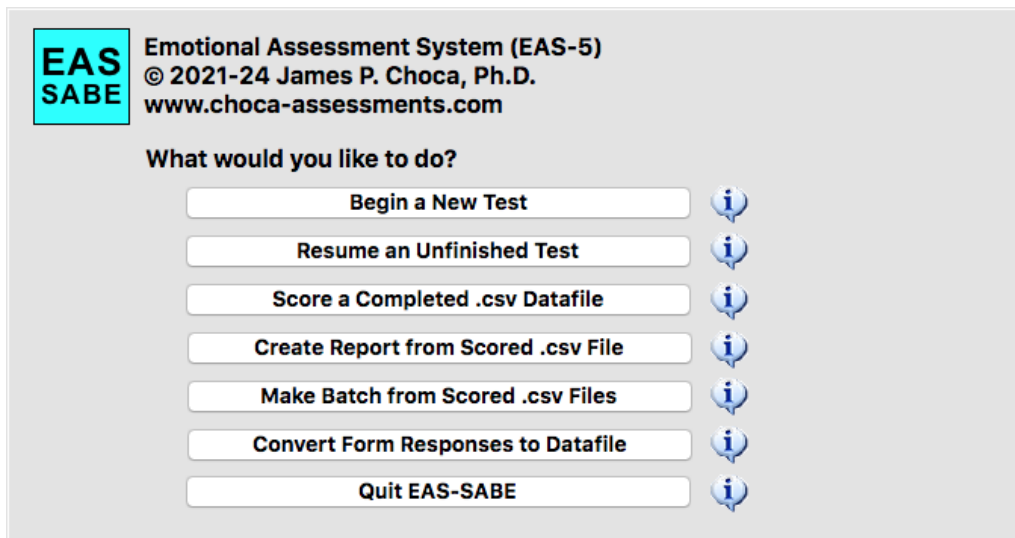 EAS
SABE
Emotional Assessment System (EAS-5)
© 2021-24 James P. Choca, Ph.D.
www.choca-assessments.com
What would you like to do?
Begin a New Test
i
Resume an Unfinished Test
i
Score a Completed .csv Datafile
i
Create Report from Scored .csv File
i
Make Batch from Scored .csv Files
i
Convert Form Responses to Datafile
i
Quit EAS-SABE
i